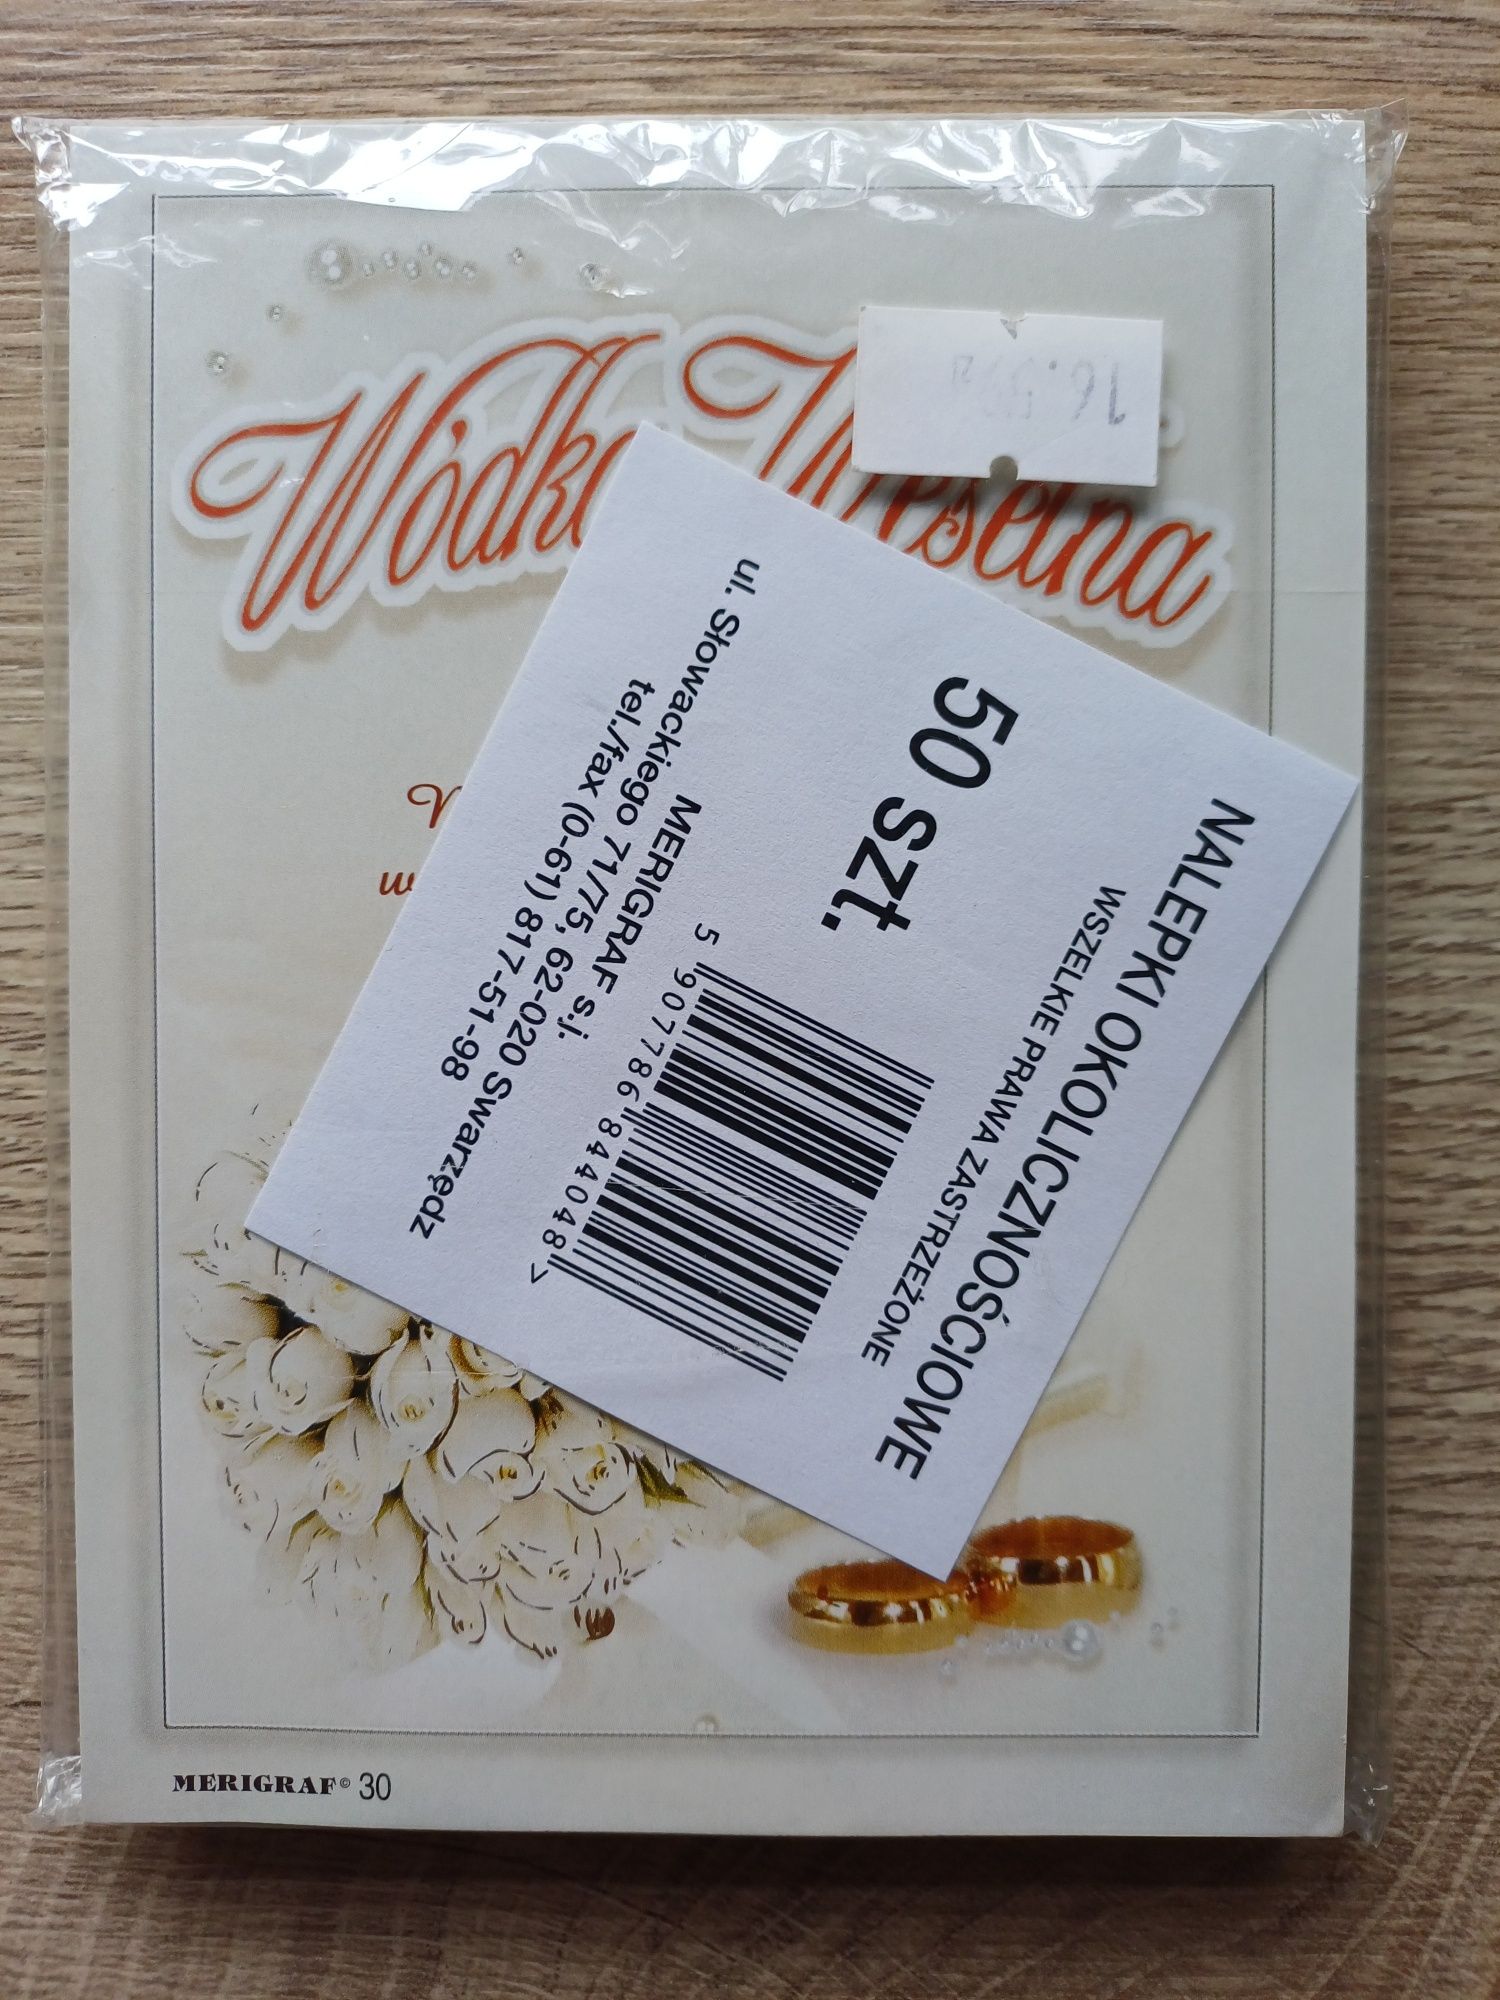 Wódka Weselna
NALEPKI OKOLICZNOŚCIOWE
WSZELKIE PRAWA ZASTRZEŻONE
50 szt.
5 907786 844048 >
MERIGRAF s.j.
ul. Słowackiego 71/75, 62-020 Swarzędz
tel./fax (0-61) 817-51-98
MERIGRAF© 30